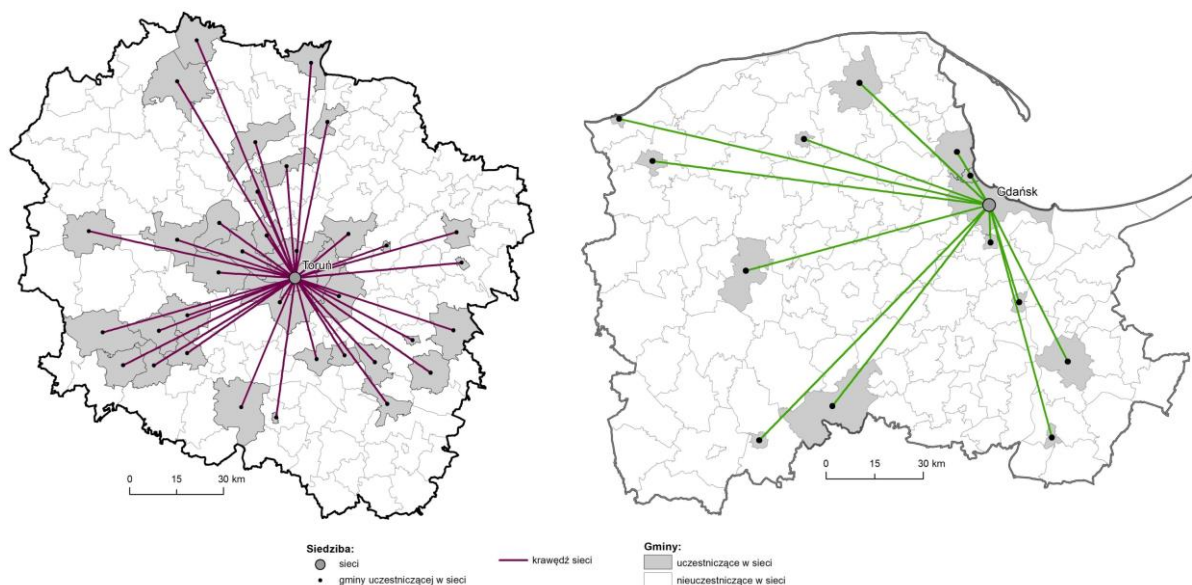 Gdańsk
Toruń
0 15 30 km
0 15 30 km
Siedziba:
sieci
gminy uczestniczącej w sieci
krawędź sieci
Gminy:
uczestniczące w sieci
nieuczestniczące w sieci